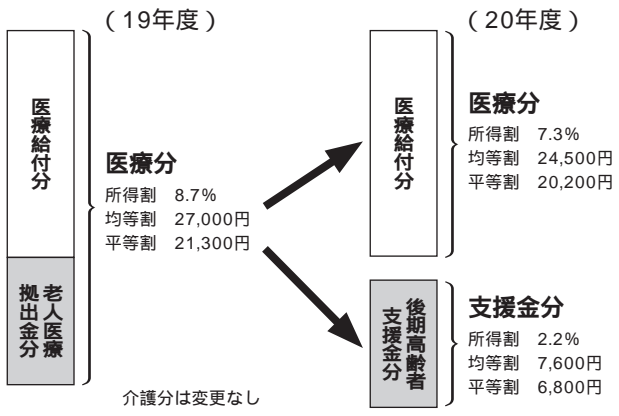 （19年度）
医療給付分
老人医療
拠出金分
医療分
所得割　8.7%
均等割　27,000円
平等割　21,300円
介護分は変更なし
（20年度）
医療給付分
医療分
所得割　7.3%
均等割　24,500円
平等割　20,200円
後期高齢者
支援金分
支援金分
所得割　2.2%
均等割　7,600円
平等割　6,800円